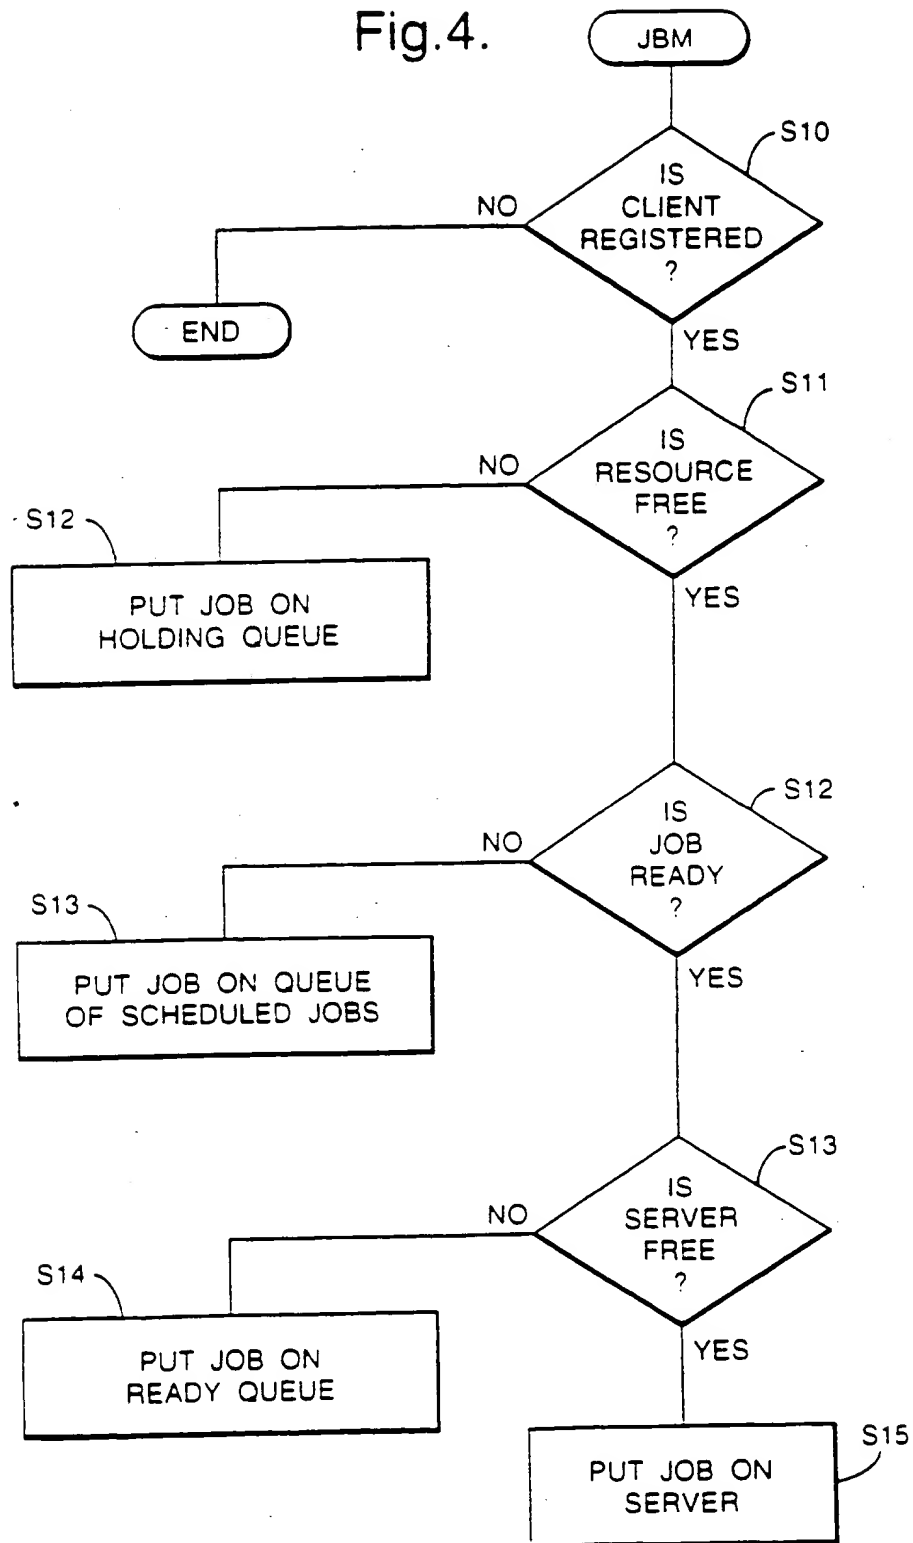 Fig.4.
JBM
S10
IS
CLIENT
REGISTERED
?
NO
END
YES
S11
IS
RESOURCE
FREE
?
NO
S12
PUT JOB ON
HOLDING QUEUE
YES
S12
IS
JOB
READY
?
NO
S13
PUT JOB ON QUEUE
OF SCHEDULED JOBS
YES
S13
IS
SERVER
FREE
?
NO
S14
PUT JOB ON
READY QUEUE
YES
S15
PUT JOB ON
SERVER